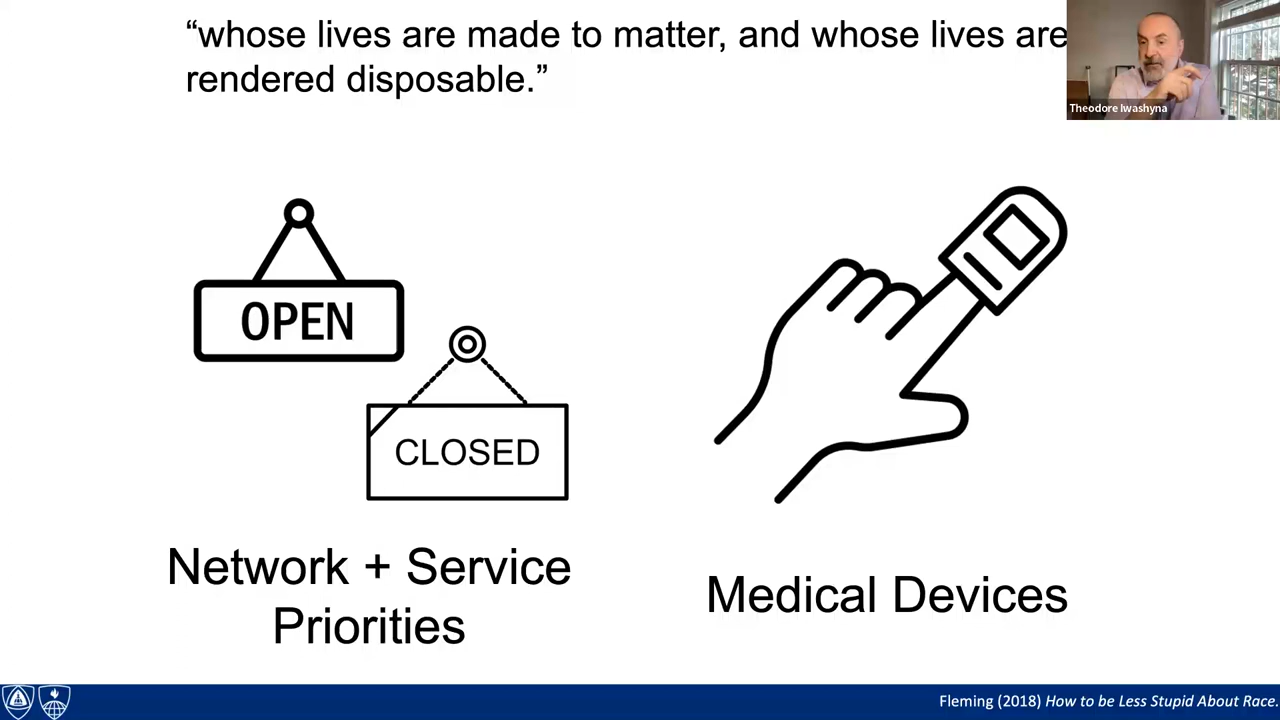 “whose lives are made to matter, and whose lives are
rendered disposable.”
Theodore Iwashyna
OPEN
CLOSED
Network + Service
Priorities
Medical Devices
Fleming (2018) How to be Less Stupid About Race.